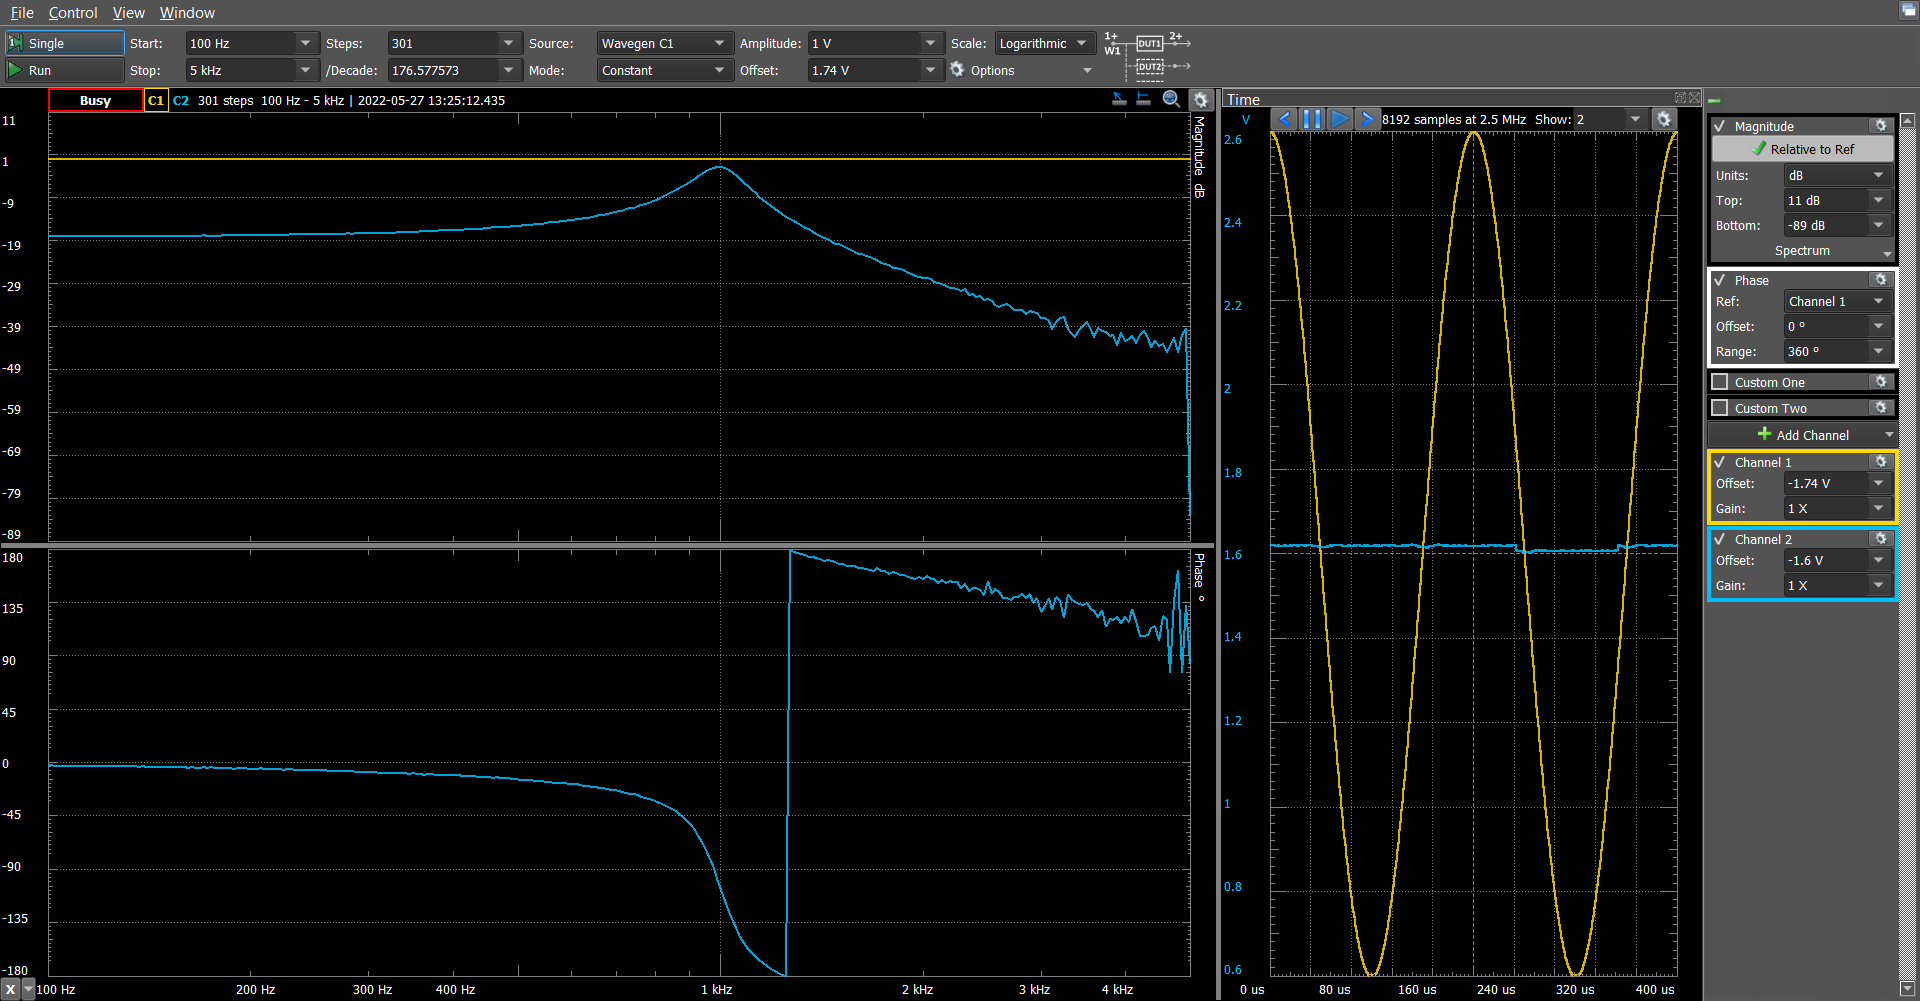 File Control View Window
Single Start: 100 Hz Steps: 301 Source: Wavegen C1 Amplitude: 1 V Scale: Logarithmic 1+ DUT1 2+
W1
Run Stop: 5 kHz /Decade: 176.577573 Mode: Constant Offset: 1.74 V Options DUT2
Busy C1 C2 301 steps 100 Hz - 5 kHz | 2022-05-27 13:25:12.435
11
1
-9
-19
-29
-39
-49
-59
-69
-79
-89
Magnitude dB
180
135
90
45
0
-45
-90
-135
-180
Phase °
X 100 Hz 200 Hz 300 Hz 400 Hz 1 kHz 2 kHz 3 kHz 4 kHz
Time
V 8192 samples at 2.5 MHz Show: 2
2.6
2.4
2.2
2
1.8
1.6
1.4
1.2
1
0.8
0.6
0 us 80 us 160 us 240 us 320 us 400 us
Magnitude
Relative to Ref
Units: dB
Top: 11 dB
Bottom: -89 dB
Spectrum
Phase
Ref: Channel 1
Offset: 0 º
Range: 360 º
Custom One
Custom Two
Add Channel
Channel 1
Offset: -1.74 V
Gain: 1 X
Channel 2
Offset: -1.6 V
Gain: 1 X